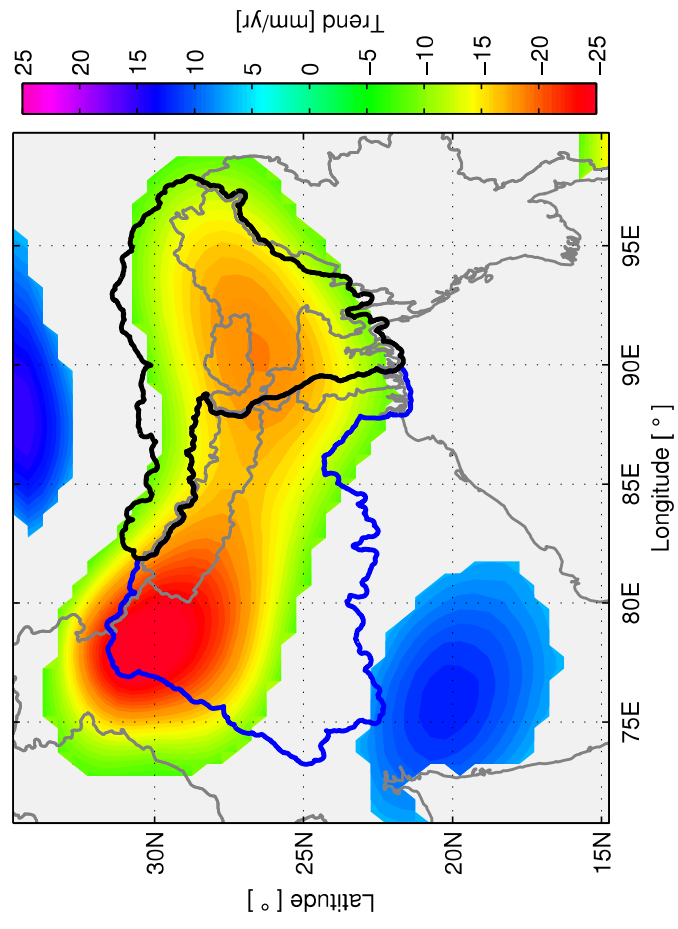 Trend [mm/yr]
25
20
15
10
5
0
−5
−10
−15
−20
−25
30N
25N
20N
15N
75E
80E
85E
90E
95E
Longitude [ ° ]
Latitude [ ° ]